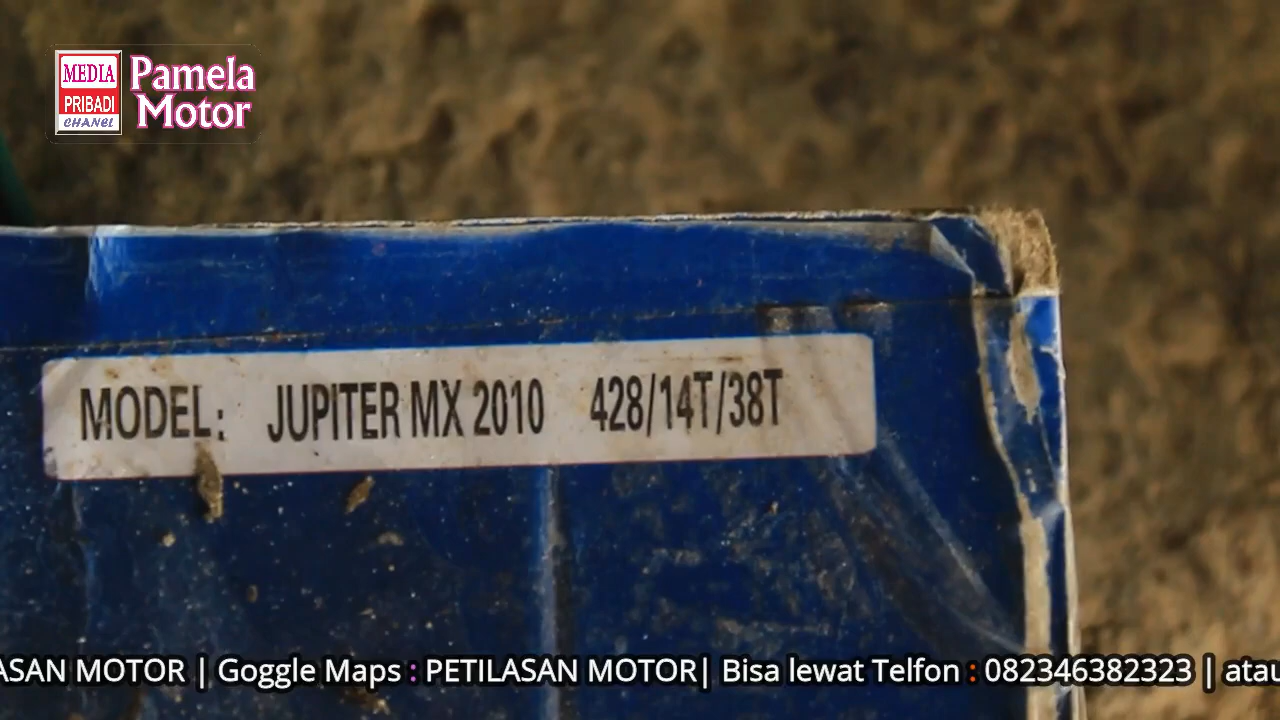 MEDIA
PRIBADI
CHANEL
Pamela
Motor
MODEL: JUPITER MX 2010 428/14T/38T
ASAN MOTOR | Goggle Maps : PETILASAN MOTOR| Bisa lewat Telfon : 082346382323 | atau